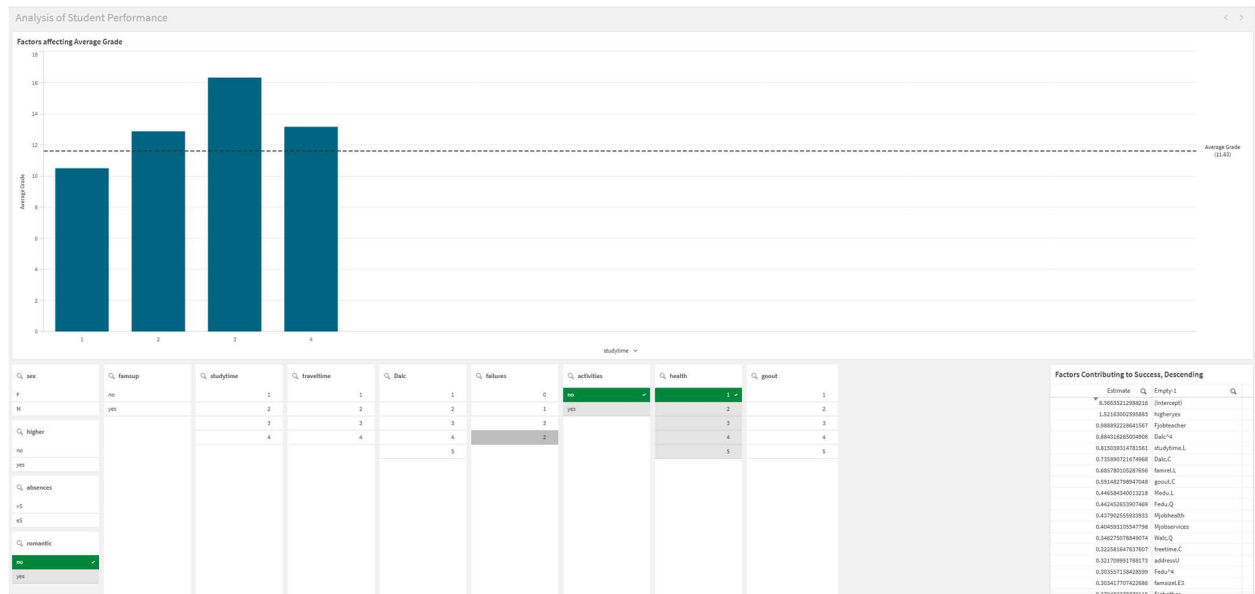 Analysis of Student Performance
Factors affecting Average Grade
18
16
14
12
10
8
6
4
2
0
Average Grade
Average Grade
(11.63)
1 2 3 4
studytime
sex
F
M
higher
no
yes
absences
>5
≤5
romantic
no
yes
famsup
no
yes
studytime
1
2
3
4
traveltime
1
2
3
4
Dalc
1
2
3
4
5
failures
0
1
3
2
activities
no
yes
health
1
2
3
4
5
goout
1
2
3
4
5
Factors Contributing to Success, Descending
Estimate Empty-1
(Intercept)
1.52163002595883 higheryes
0.988892228641567 Fjobteacher
0.884316285004906 Dalc^4
0.815039314781561 studytime.L
0.735890721674968 Dalc.C
0.685780105287656 famrel.L
0.591482798947048 goout.C
0.446584340013218 Medu.L
0.442452653907469 Fedu.Q
0.437902555933933 Mjobhealth
0.404593105547798 Mjobservices
0.346275078849074 Walc.Q
0.322581647637607 freetime.C
0.321709991768173 addressU
0.303557138428599 Fedu^4
0.303417707422686 famsizeLE3